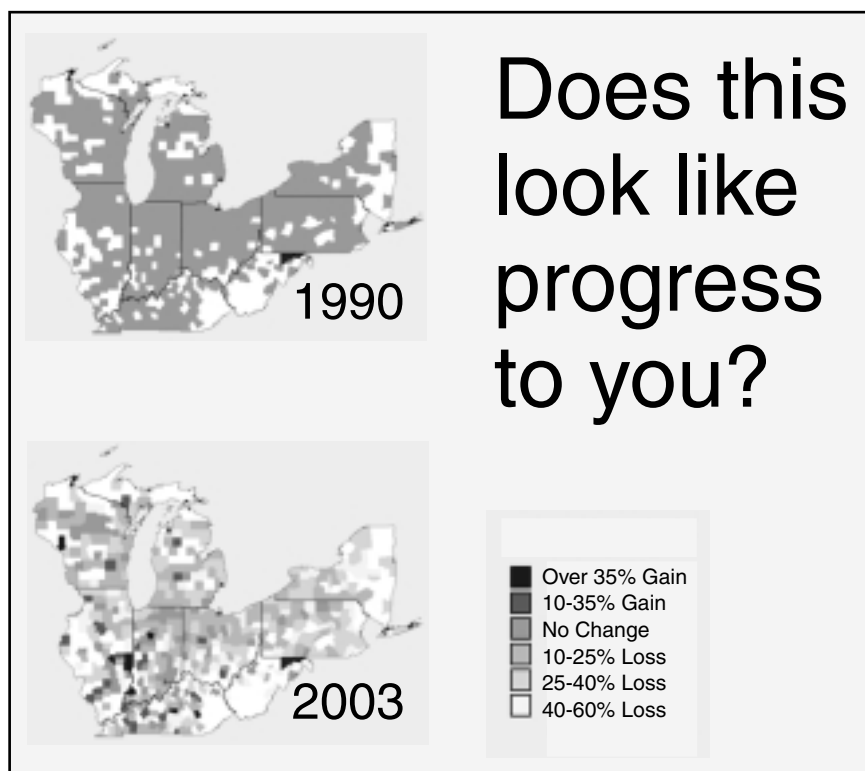 Does this
look like
progress
to you?
1990
2003
Over 35% Gain
10-35% Gain
No Change
10-25% Loss
25-40% Loss
40-60% Loss